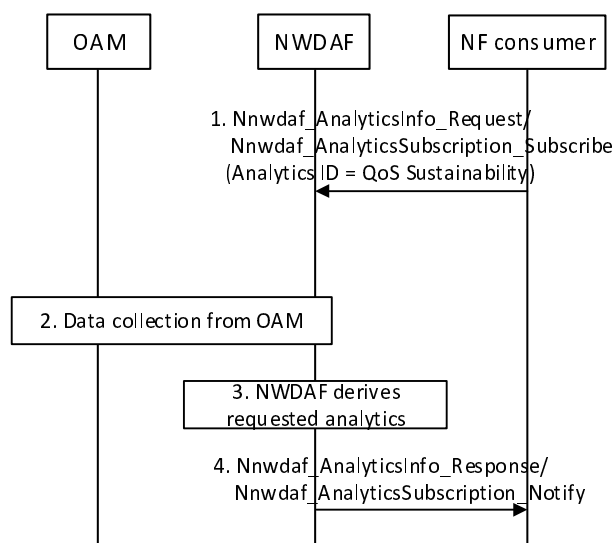 OAM
NWDAF
NF consumer
1. Nnwdaf_AnalyticsInfo_Request/
Nnwdaf_AnalyticsSubscription_Subscribe
(Analytics ID = QoS Sustainability)
2. Data collection from OAM
3. NWDAF derives
requested analytics
4. Nnwdaf_AnalyticsInfo_Response/
Nnwdaf_AnalyticsSubscription_Notify